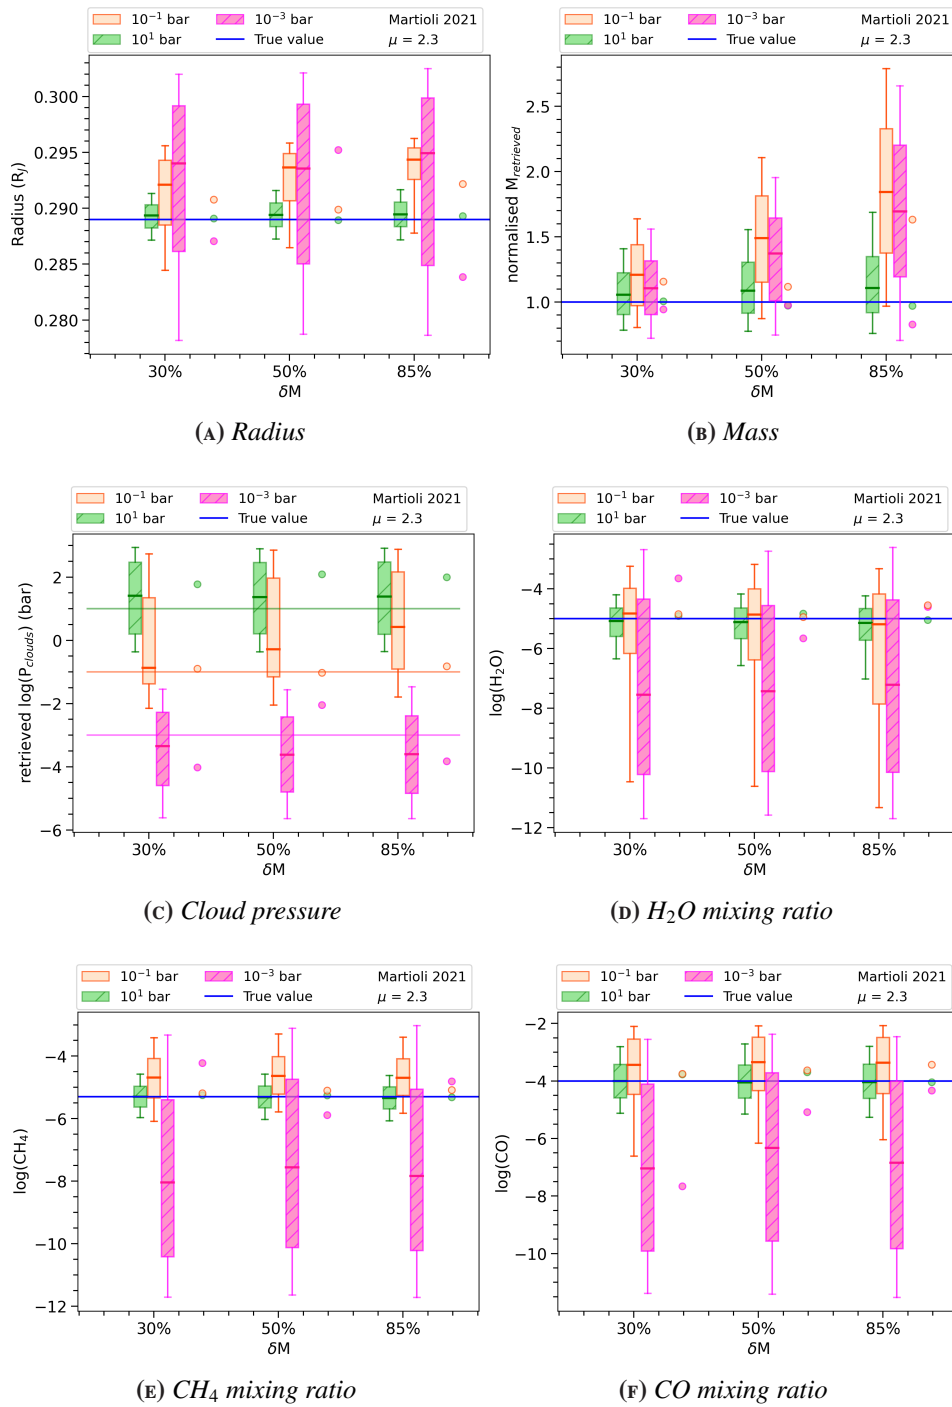 10⁻¹ bar 10⁻³ bar Martioli 2021
10¹ bar True value μ = 2.3
0.300
0.295
0.290
0.285
0.280
Radius (R_J)
30% 50% 85%
δM
(A) Radius
10⁻¹ bar 10⁻³ bar Martioli 2021
10¹ bar True value μ = 2.3
2.5
2.0
1.5
1.0
normalised M_retrieved
30% 50% 85%
δM
(B) Mass
10⁻¹ bar 10⁻³ bar Martioli 2021
10¹ bar True value μ = 2.3
2
0
−2
−4
−6
retrieved log(P_clouds) (bar)
30% 50% 85%
δM
(C) Cloud pressure
10⁻¹ bar 10⁻³ bar Martioli 2021
10¹ bar True value μ = 2.3
−4
−6
−8
−10
−12
log(H₂O)
30% 50% 85%
δM
(D) H₂O mixing ratio
10⁻¹ bar 10⁻³ bar Martioli 2021
10¹ bar True value μ = 2.3
−4
−6
−8
−10
−12
log(CH₄)
30% 50% 85%
δM
(E) CH₄ mixing ratio
10⁻¹ bar 10⁻³ bar Martioli 2021
10¹ bar True value μ = 2.3
−2
−4
−6
−8
−10
log(CO)
30% 50% 85%
δM
(F) CO mixing ratio